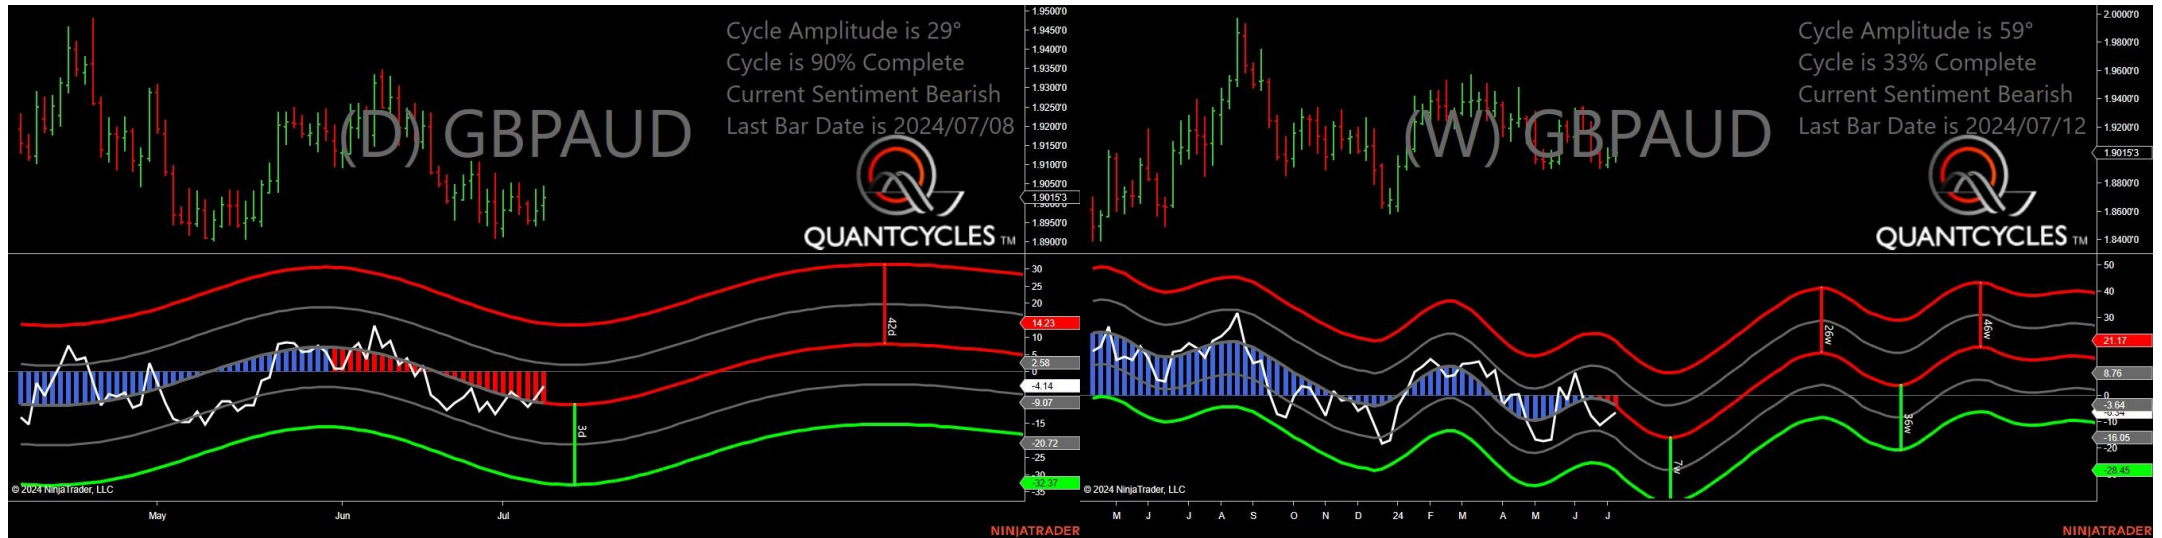 Cycle Amplitude is 29°
Cycle is 90% Complete
Current Sentiment Bearish
Last Bar Date is 2024/07/08
(D) GBPAUD
QUANTCYCLES TM
1.9500'0
1.9450'0
1.9400'0
1.9350'0
1.9300'0
1.9250'0
1.9200'0
1.9150'0
1.9100'0
1.9050'0
1.9015'3
1.8950'0
1.8900'0
30
25
20
14.23
10
5
2.58
0
-4.14
-9.07
-15
-20.72
-25
-30
-32.37
-35
42d
3d
© 2024 NinjaTrader, LLC
May Jun Jul
NINJATRADER
Cycle Amplitude is 59°
Cycle is 33% Complete
Current Sentiment Bearish
Last Bar Date is 2024/07/12
(W) GBPAUD
QUANTCYCLES TM
2.0000'0
1.9800'0
1.9600'0
1.9400'0
1.9200'0
1.9015'3
1.8800'0
1.8600'0
1.8400'0
50
40
30
21.17
8.76
0
-3.64
-10
-16.05
-20
-28.45
26w
46w
36w
7w
© 2024 NinjaTrader, LLC
M J J A S O N D 24 F M A M J J
NINJATRADER